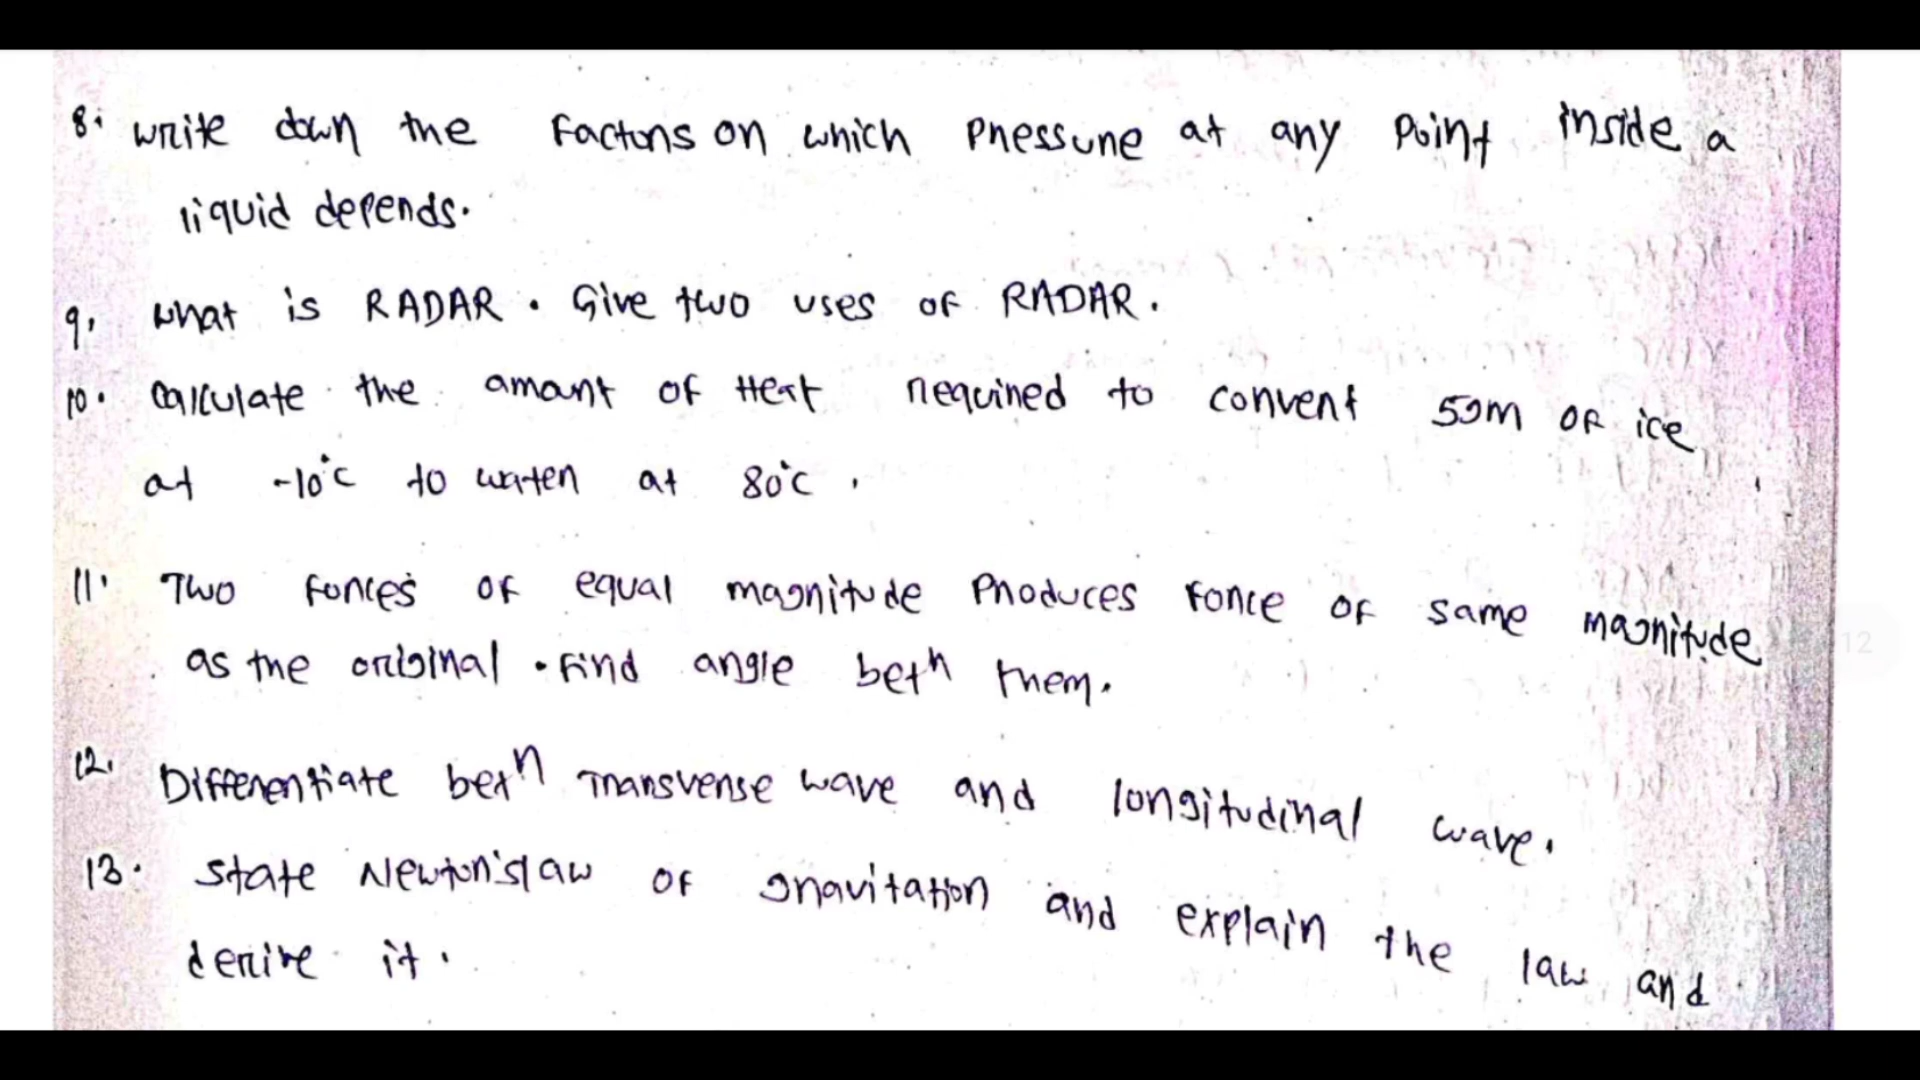 8. Write down the Factors on which pressure at any Point inside a
liquid depends.
9. What is RADAR. Give two uses of RADAR.
10. Calculate the amant of Heat required to convert 5gm of ice
at -10°c to water at 80°c.
11. Two forces of equal magnitude Produces Force of same magnitude
as the original. Find angle betn them.
12. Differentiate betn Transverse wave and longitudinal wave.
13. State Newton's law of gravitation and explain the law and
derive it.
12